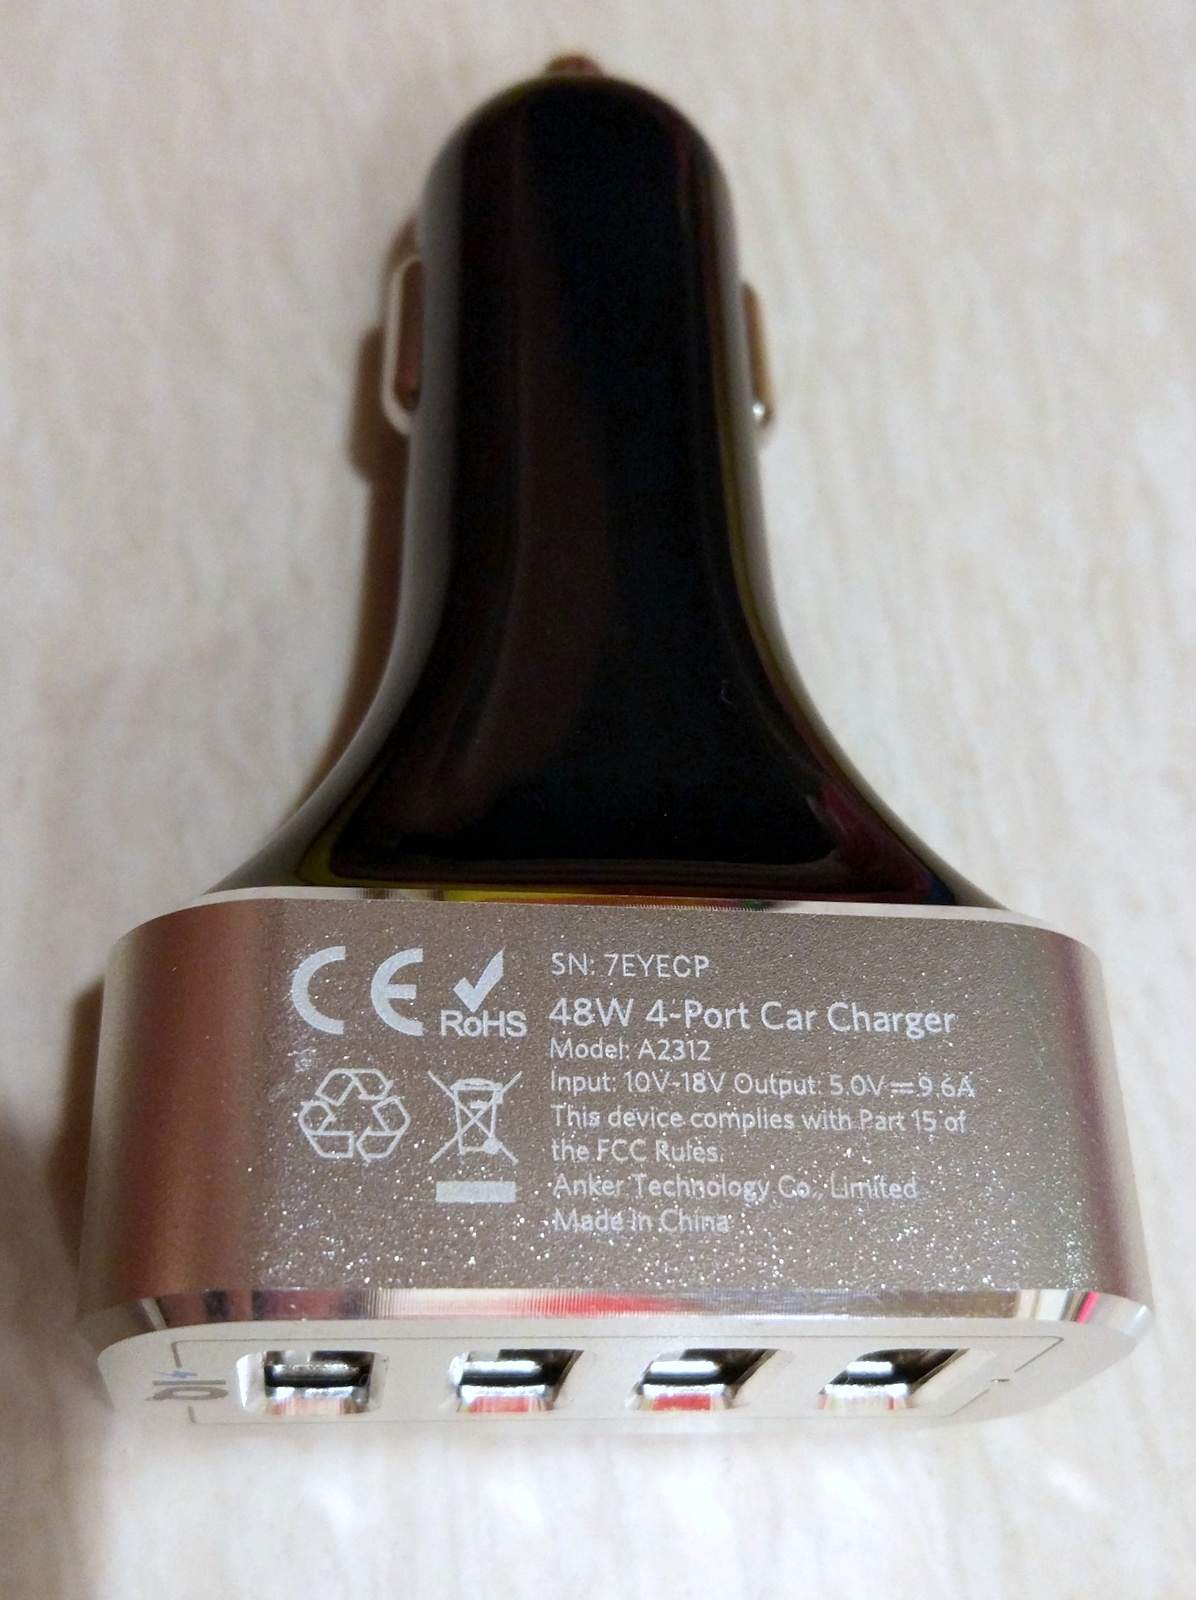 CE
RoHS
SN: 7EYECP
48W 4-Port Car Charger
Model: A2312
Input: 10V-18V Output: 5.0V⎓9.6A
This device complies with Part 15 of
the FCC Rules.
Anker Technology Co., Limited
Made in China